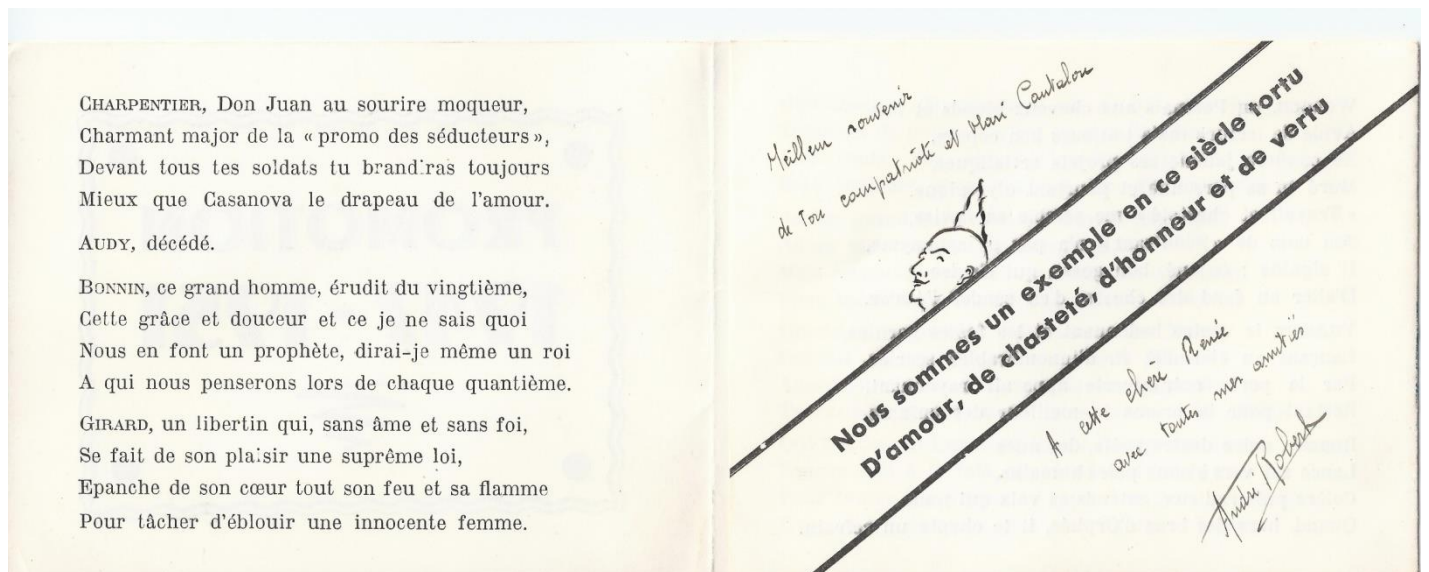 CHARPENTIER, Don Juan au sourire moqueur,
Charmant major de la « promo des séducteurs »,
Devant tous tes soldats tu brandiras toujours
Mieux que Casanova le drapeau de l'amour.
AUDY, décédé.
BONNIN, ce grand homme, érudit du vingtième,
Cette grâce et douceur et ce je ne sais quoi
Nous en font un prophète, dirai-je même un roi
A qui nous penserons lors de chaque quantième.
GIRARD, un libertin qui, sans âme et sans foi,
Se fait de son plaisir une suprême loi,
Epanche de son cœur tout son feu et sa flamme
Pour tâcher d'éblouir une innocente femme.
Meilleur souvenir
de ton compatriote et Mari Cantalou
Nous sommes un exemple en ce siècle tortu
D'amour, de chasteté, d'honneur et de vertu
A cette chère Renée
avec toutes mes amitiés
André Robert